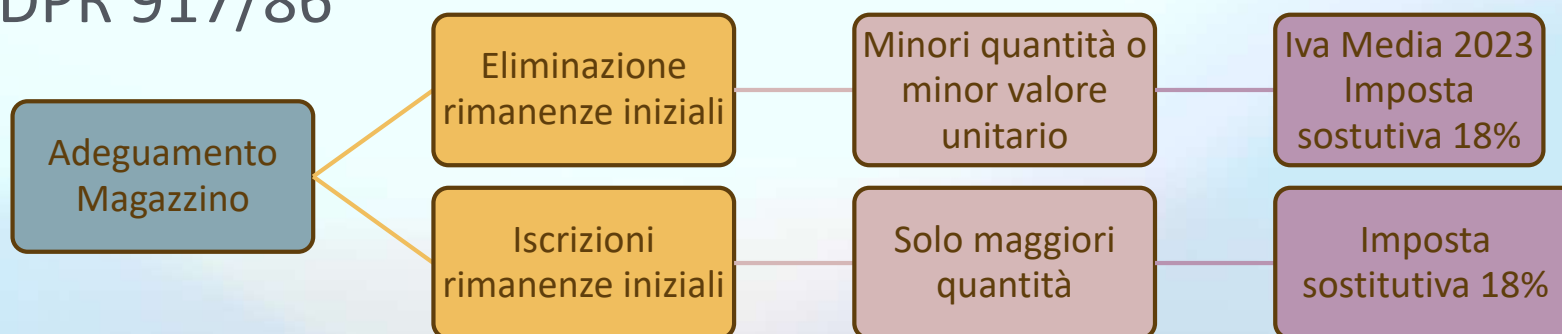 DPR 917/86
Adeguamento
Magazzino
Eliminazione
rimanenze iniziali
Minori quantità o
minor valore
unitario
Iva Media 2023
Imposta
sostutiva 18%
Iscrizioni
rimanenze iniziali
Solo maggiori
quantità
Imposta
sostitutiva 18%